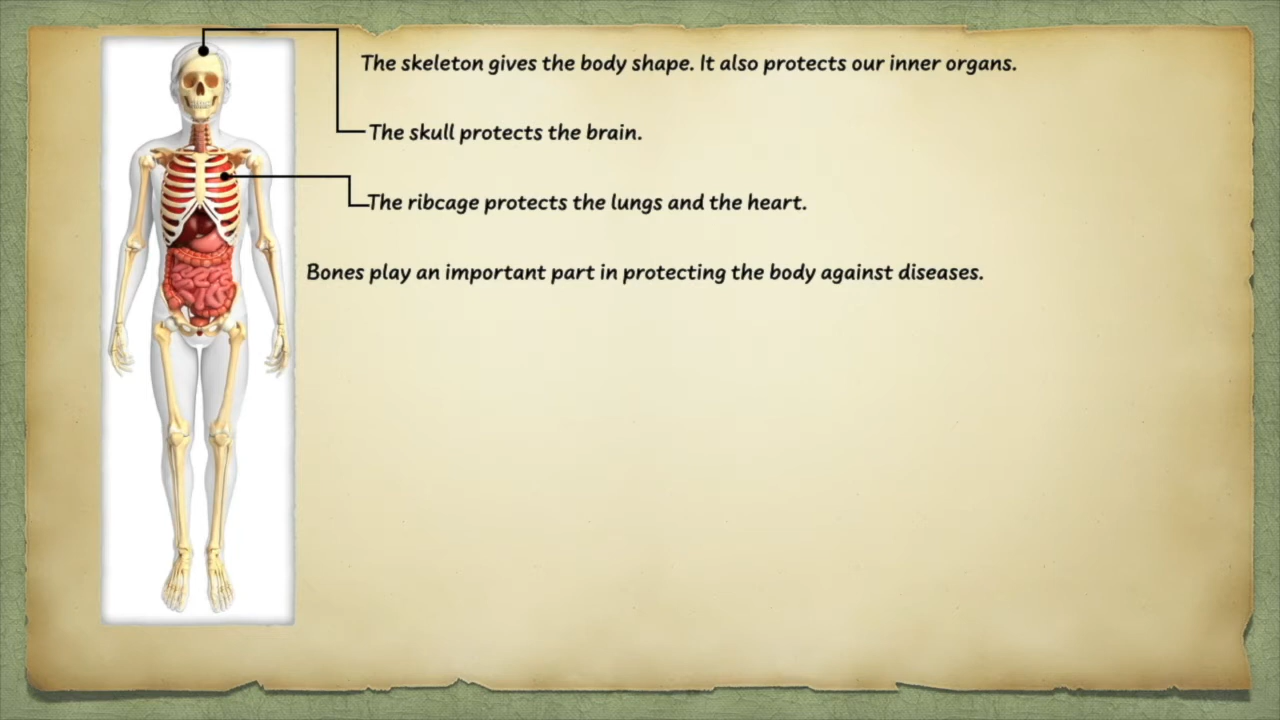 The skeleton gives the body shape. It also protects our inner organs.
The skull protects the brain.
The ribcage protects the lungs and the heart.
Bones play an important part in protecting the body against diseases.